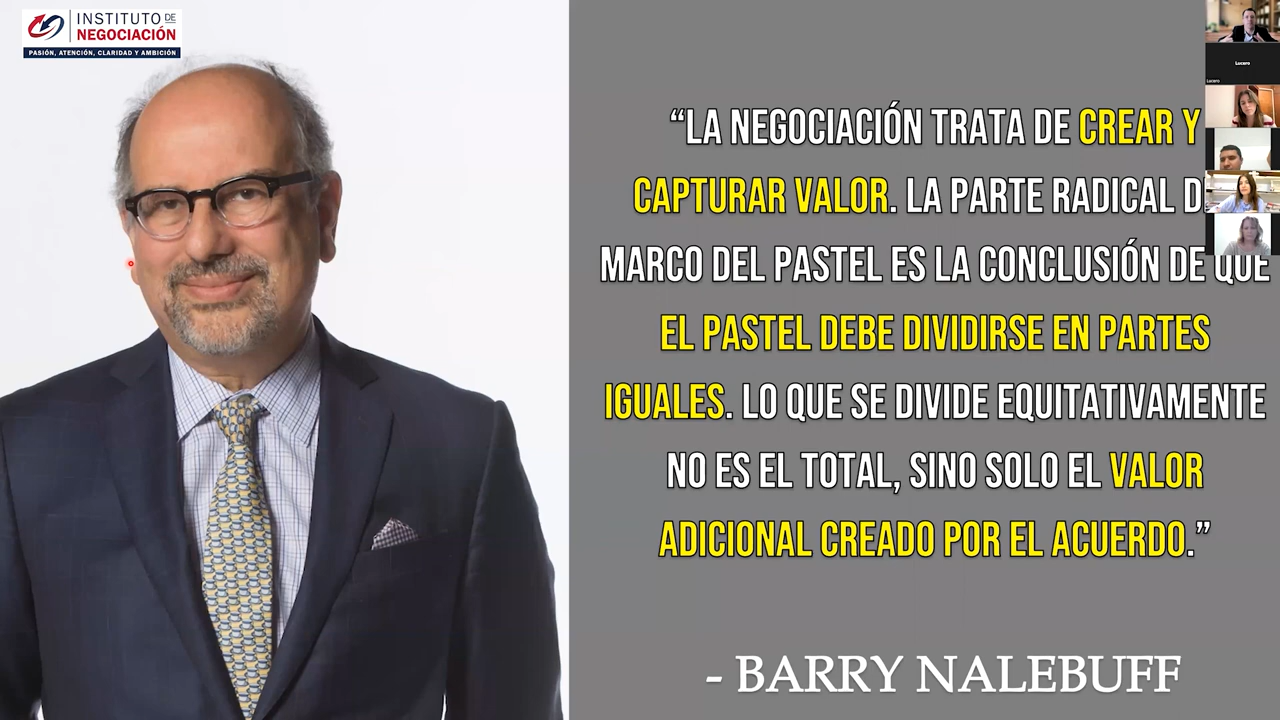 INSTITUTO DE
NEGOCIACIÓN
PASIÓN, ATENCIÓN, CLARIDAD Y AMBICIÓN
“LA NEGOCIACIÓN TRATA DE CREAR Y
CAPTURAR VALOR. LA PARTE RADICAL
MARCO DEL PASTEL ES LA CONCLUSIÓN DE QUE
EL PASTEL DEBE DIVIDIRSE EN PARTES
IGUALES. LO QUE SE DIVIDE EQUITATIVAMENTE
NO ES EL TOTAL, SINO SOLO EL VALOR
ADICIONAL CREADO POR EL ACUERDO.”
- BARRY NALEBUFF
Lucero
Lucero